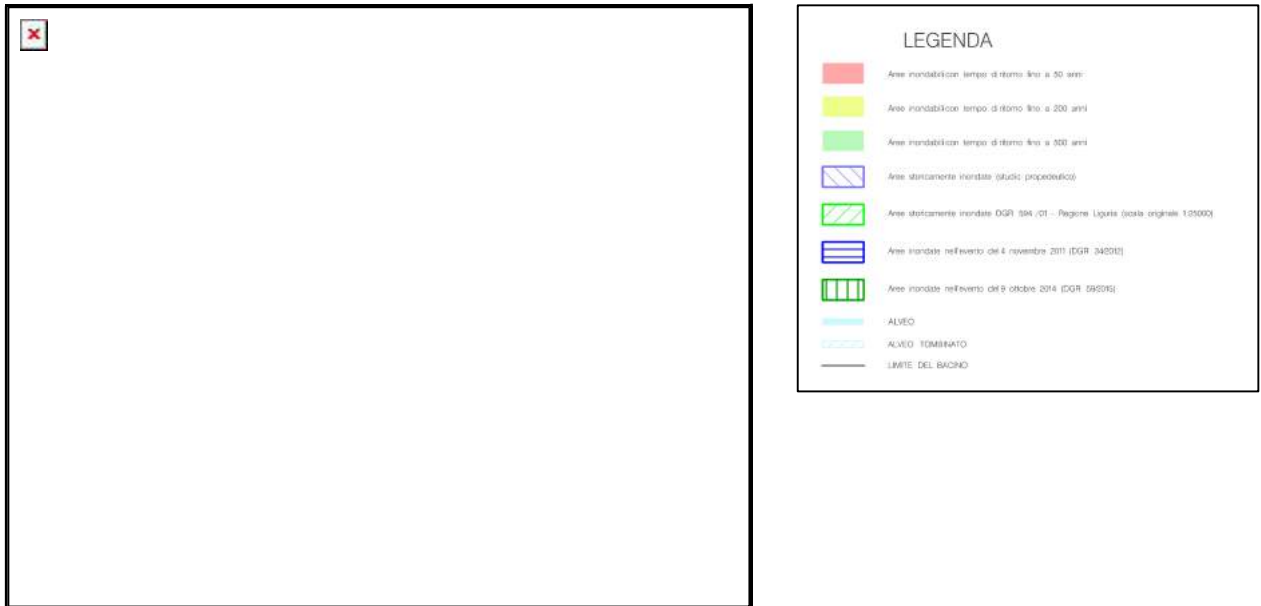 LEGENDA
Aree inondabili con tempo di ritorno fino a 50 anni
Aree inondabili con tempo di ritorno fino a 200 anni
Aree inondabili con tempo di ritorno fino a 500 anni
Aree storicamente inondate (studio propedeutico)
Aree storicamente inondate DGR 594 /01 - Regione Liguria (scala originale 1:25000)
Aree inondate nell'evento del 4 novembre 2011 (DGR 34/2012)
Aree inondate nell'evento del 9 ottobre 2014 (DGR 59/2015)
ALVEO
ALVEO TOMBINATO
LIMITE DEL BACINO